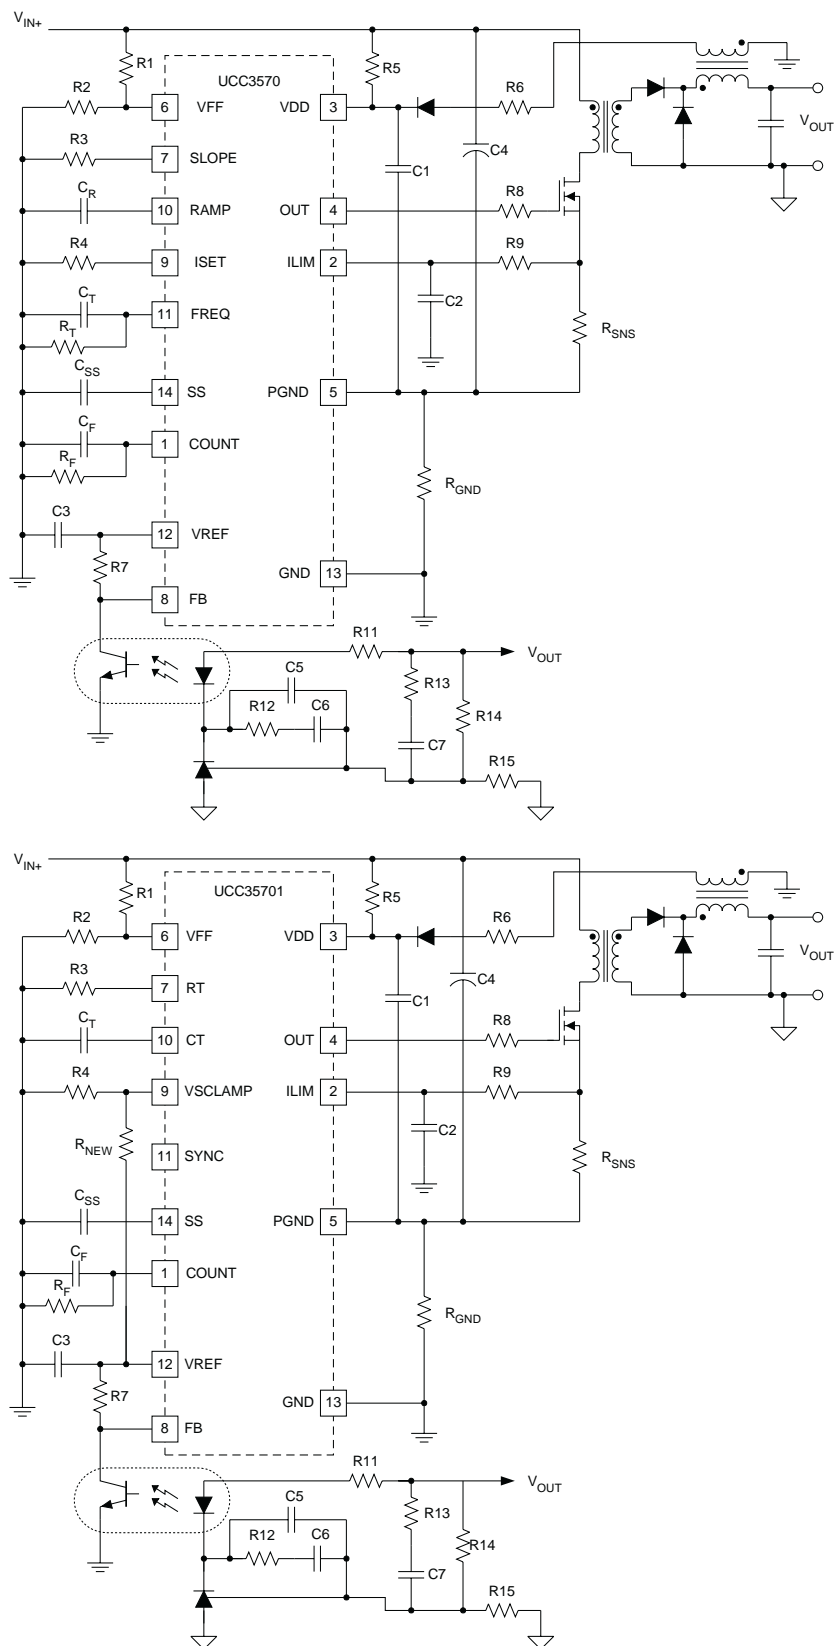 VIN+
R1
UCC3570
R5
R2
R6
6 VFF
VDD 3
VOUT
R3
C4
7 SLOPE
C1
CR
R8
10 RAMP
OUT 4
R4
R9
9 ISET
ILIM 2
CT
C2
11 FREQ
RT
RSNS
CSS
14 SS
PGND 5
CF
1 COUNT
RF
RGND
C3
12 VREF
R7
GND 13
8 FB
R11
VOUT
C5
R13
R12
C6
R14
C7
R15
VIN+
R1
UCC35701
R5
R2
R6
6 VFF
VDD 3
VOUT
R3
C4
7 RT
C1
CT
R8
10 CT
OUT 4
R4
R9
9 VSCLAMP
ILIM 2
C2
RNEW
11 SYNC
RSNS
CSS
14 SS
PGND 5
CF
1 COUNT
RF
RGND
C3
12 VREF
R7
GND 13
8 FB
R11
VOUT
C5
R13
R12
C6
R14
C7
R15